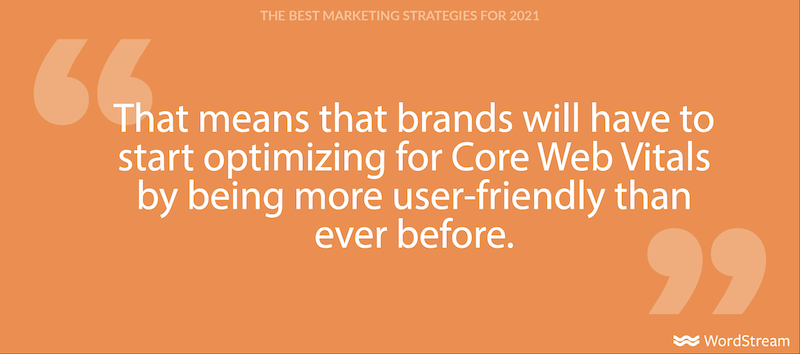 THE BEST MARKETING STRATEGIES FOR 2021
“
That means that brands will have to
start optimizing for Core Web Vitals
by being more user-friendly than
ever before.
”
WordStream